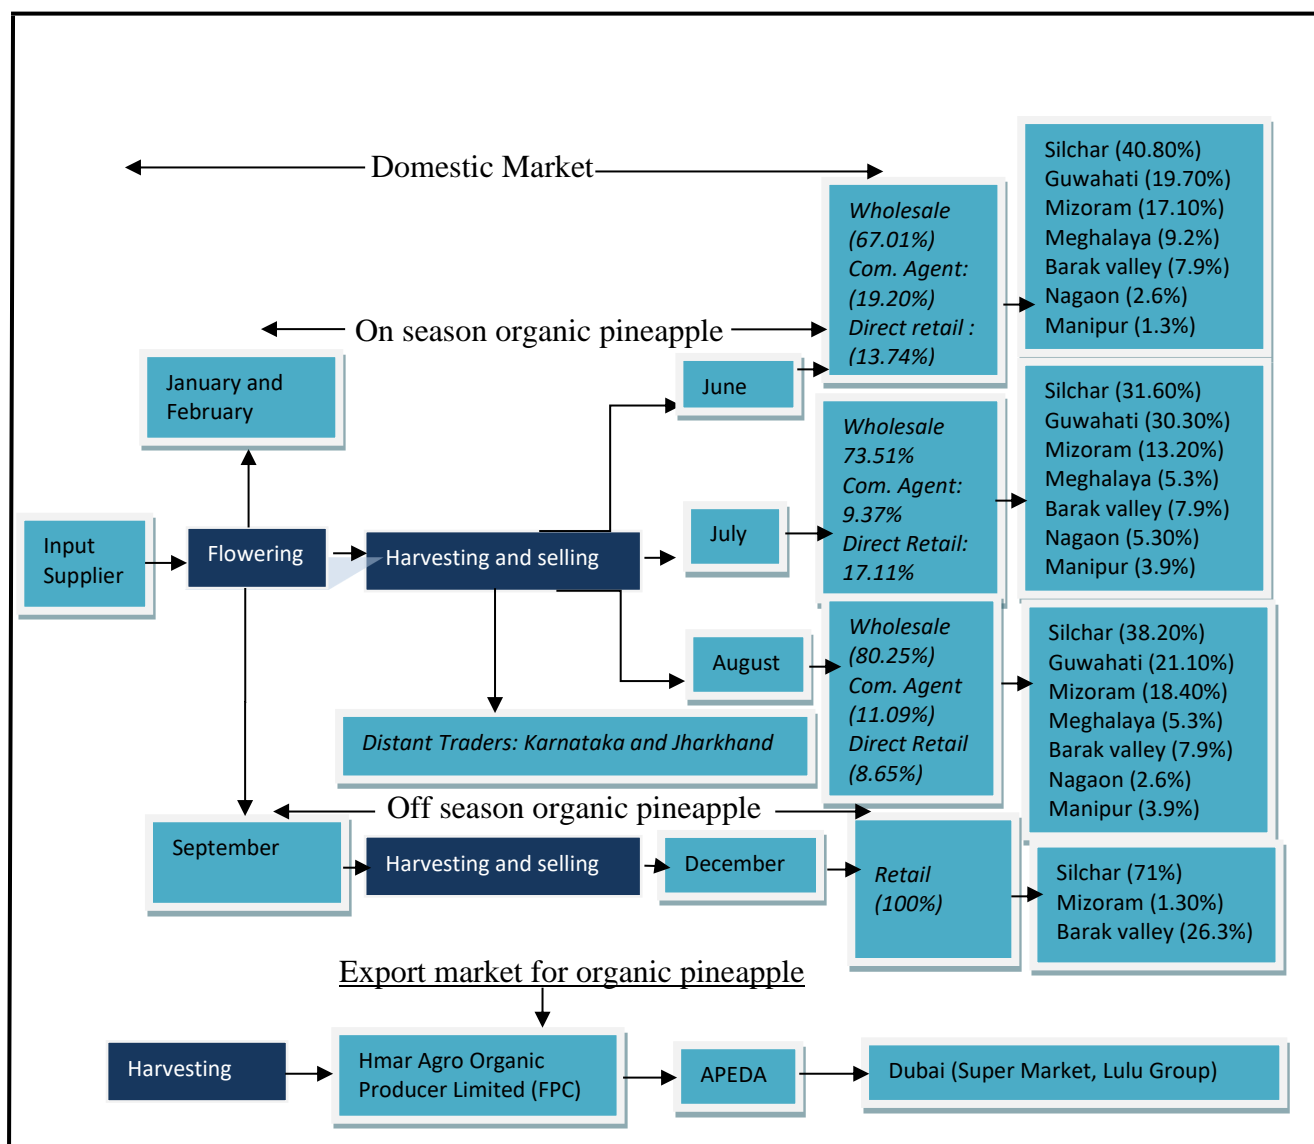 Domestic Market
Silchar (40.80%)
Guwahati (19.70%)
Mizoram (17.10%)
Meghalaya (9.2%)
Barak valley (7.9%)
Nagaon (2.6%)
Manipur (1.3%)
Wholesale
(67.01%)
Com. Agent:
(19.20%)
Direct retail :
(13.74%)
On season organic pineapple
January and
February
June
Silchar (31.60%)
Guwahati (30.30%)
Mizoram (13.20%)
Meghalaya (5.3%)
Barak valley (7.9%)
Nagaon (5.30%)
Manipur (3.9%)
Wholesale
73.51%
Com. Agent:
9.37%
Direct Retail:
17.11%
Input
Supplier
Flowering
Harvesting and selling
July
August
Wholesale
(80.25%)
Com. Agent
(11.09%)
Direct Retail
(8.65%)
Silchar (38.20%)
Guwahati (21.10%)
Mizoram (18.40%)
Meghalaya (5.3%)
Barak valley (7.9%)
Nagaon (2.6%)
Manipur (3.9%)
Distant Traders: Karnataka and Jharkhand
Off season organic pineapple
September
Harvesting and selling
December
Retail
(100%)
Silchar (71%)
Mizoram (1.30%)
Barak valley (26.3%)
Export market for organic pineapple
Harvesting
Hmar Agro Organic
Producer Limited (FPC)
APEDA
Dubai (Super Market, Lulu Group)